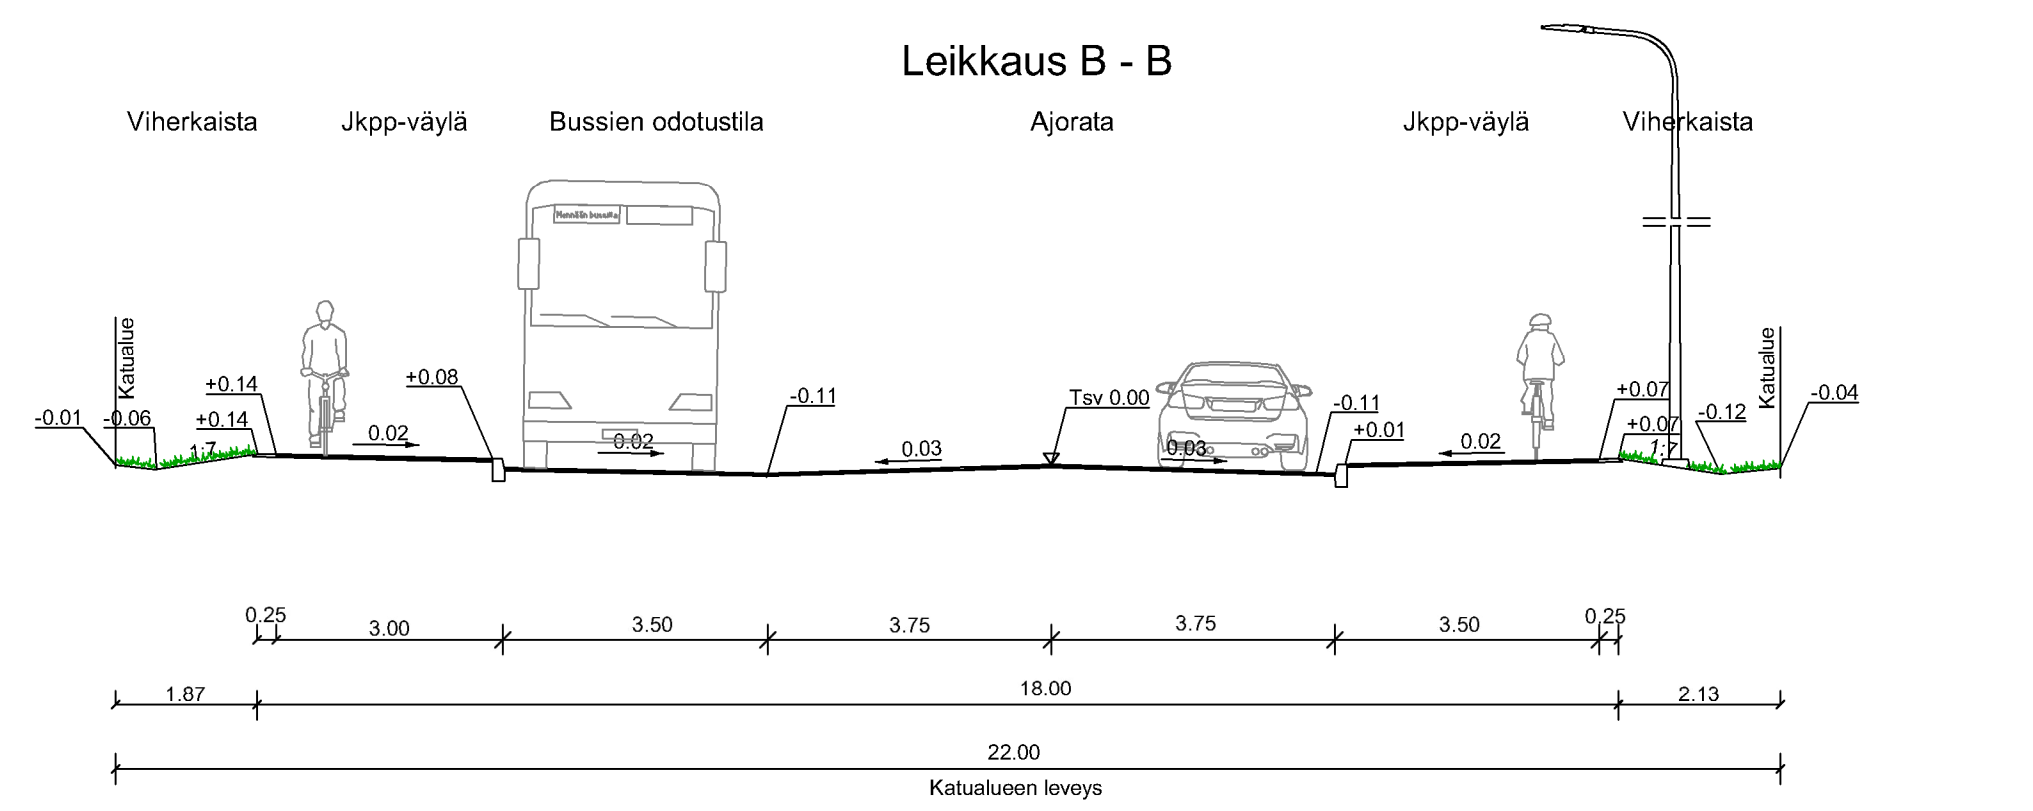 Leikkaus B - B
Viherkaista
Jkpp-väylä
Bussien odotustila
Ajorata
Jkpp-väylä
Viherkaista
Mennään bussilla
Katualue
Katualue
-0.01
-0.06
+0.14
+0.14
1:7
0.02
+0.08
0.02
-0.11
0.03
Tsv 0.00
0.03
-0.11
+0.01
0.02
+0.07
+0.07
1:7
-0.12
-0.04
0.25
3.00
3.50
3.75
3.75
3.50
0.25
1.87
18.00
2.13
22.00
Katualueen leveys